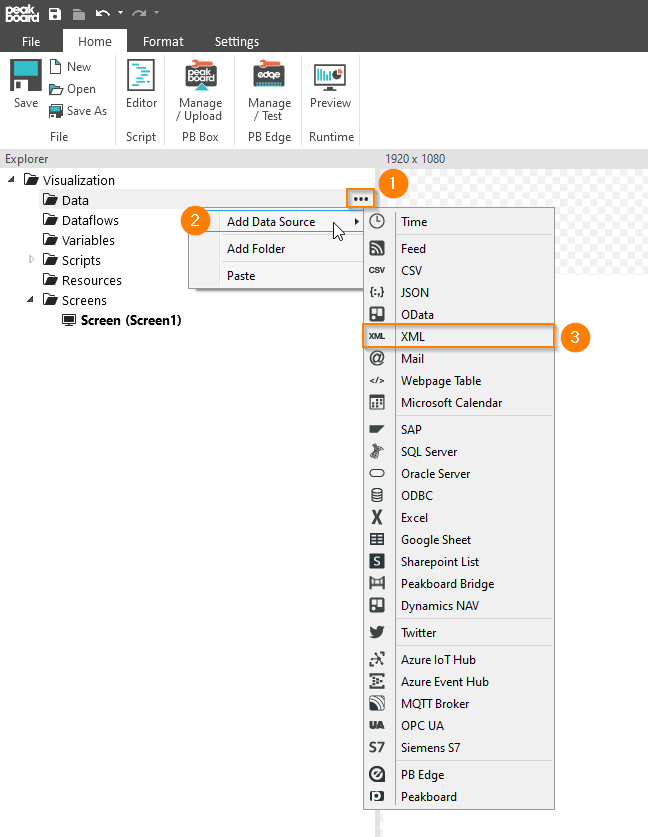 peak
board
File Home Format Settings
Save New Open Save As Editor Manage / Upload Manage / Test Preview
File Script PB Box PB Edge Runtime
Explorer 1920 x 1080
Visualization
Data ••• 1
Dataflows
Variables
Scripts
Resources
Screens
Screen (Screen1)
2 Add Data Source
Add Folder
Paste
Time
Feed
CSV CSV
{:,} JSON
OData
XML XML 3
@ Mail
</> Webpage Table
Microsoft Calendar
SAP
SQL Server
Oracle Server
ODBC
X Excel
Google Sheet
S Sharepoint List
Peakboard Bridge
Dynamics NAV
Twitter
Azure IoT Hub
Azure Event Hub
MQTT Broker
UA OPC UA
S7 Siemens S7
PB Edge
Peakboard